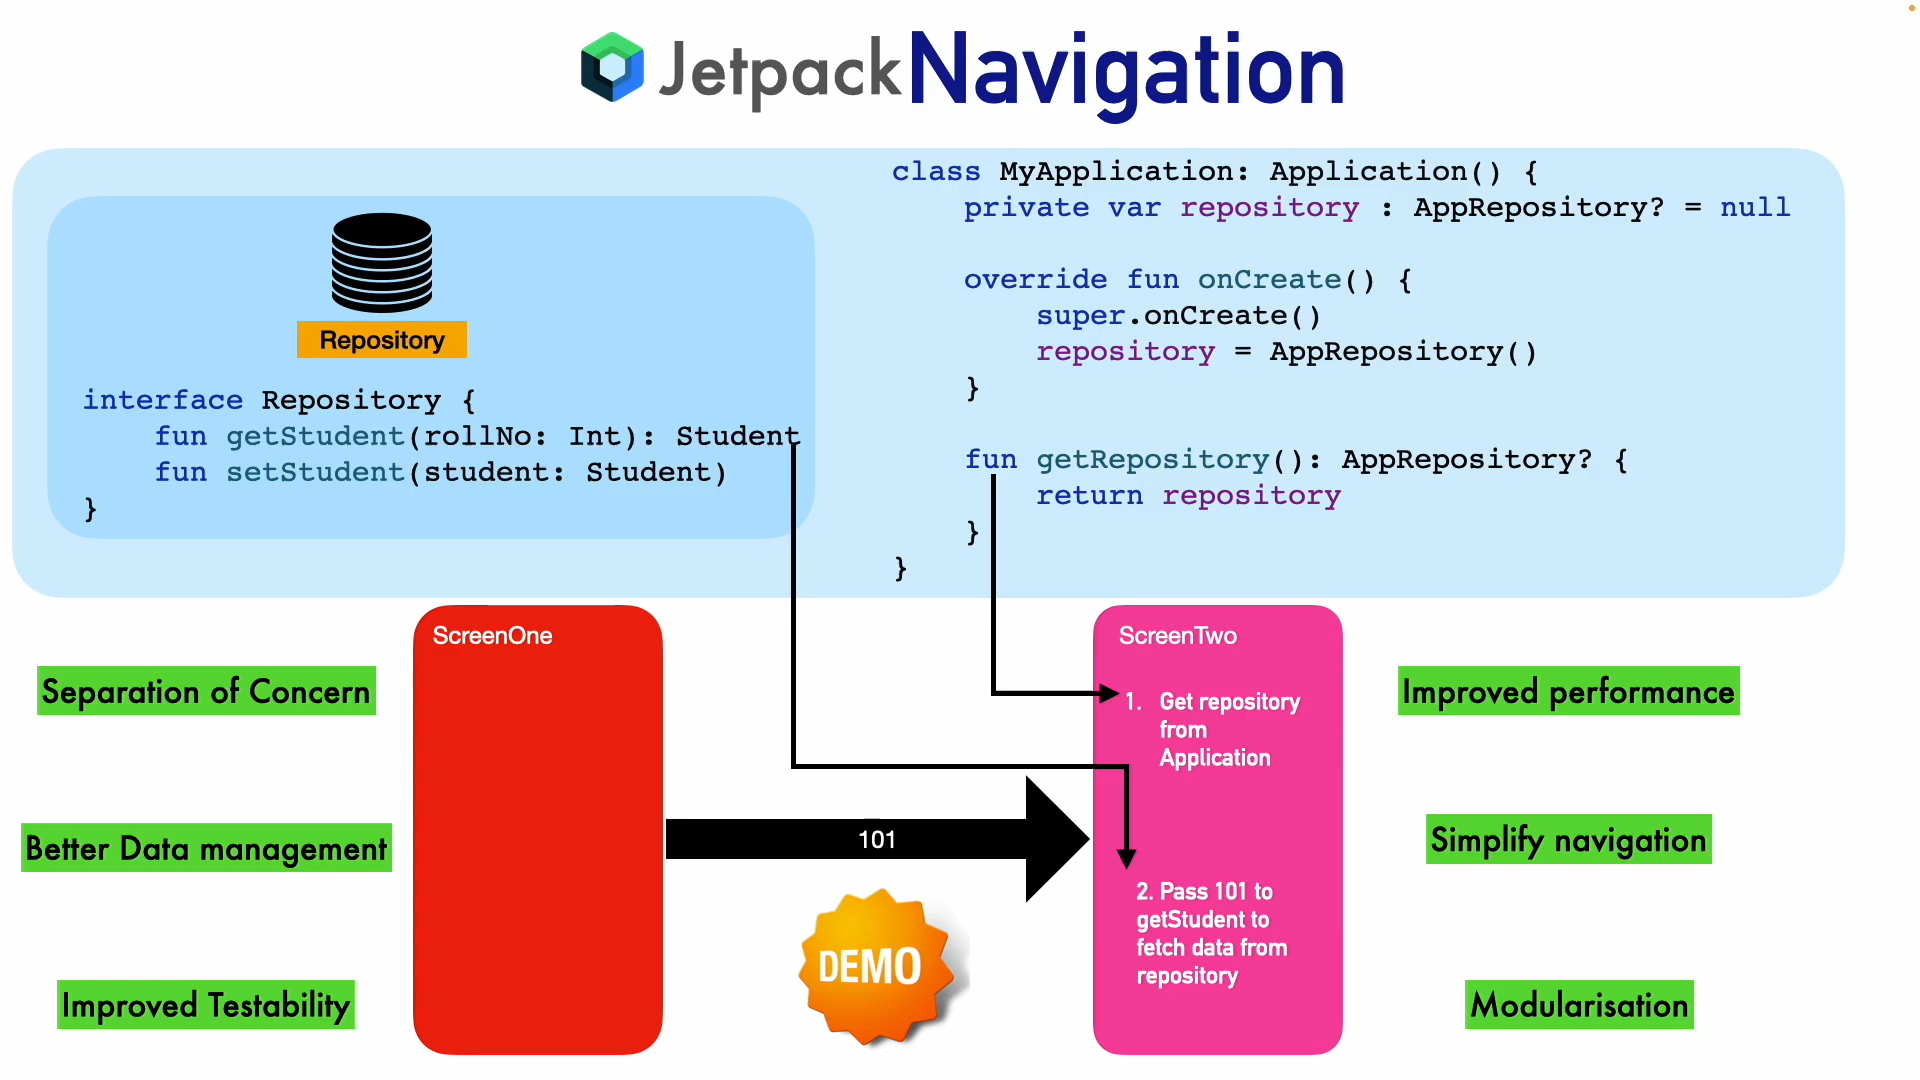 Jetpack Navigation
Repository
interface Repository {
    fun getStudent(rollNo: Int): Student
    fun setStudent(student: Student)
}
class MyApplication: Application() {
    private var repository : AppRepository? = null
    override fun onCreate() {
        super.onCreate()
        repository = AppRepository()
    }
    fun getRepository(): AppRepository? {
        return repository
    }
}
Separation of Concern
Better Data management
Improved Testability
ScreenOne
101
DEMO
ScreenTwo
1. Get repository
from
Application
2. Pass 101 to
getStudent to
fetch data from
repository
Improved performance
Simplify navigation
Modularisation